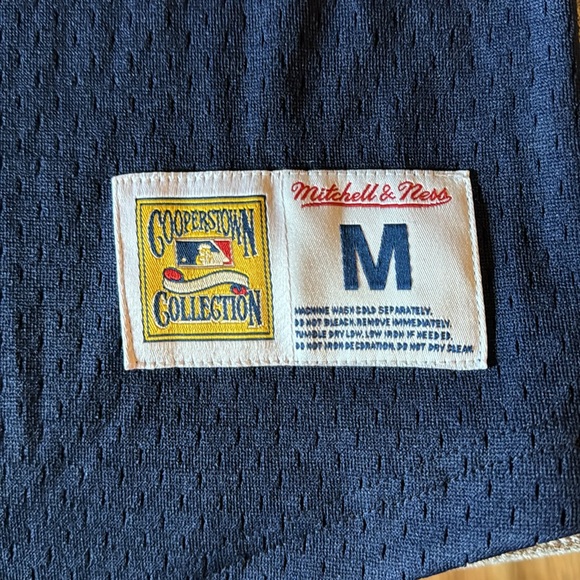 COOPERSTOWN
COLLECTION
Mitchell & Ness
M
MACHINE WASH COLD SEPARATELY.
DO NOT BLEACH. REMOVE IMMEDIATELY.
TUMBLE DRY LOW. LOW IRON IF NEEDED.
DO NOT IRON DECORATION. DO NOT DRY CLEAN.